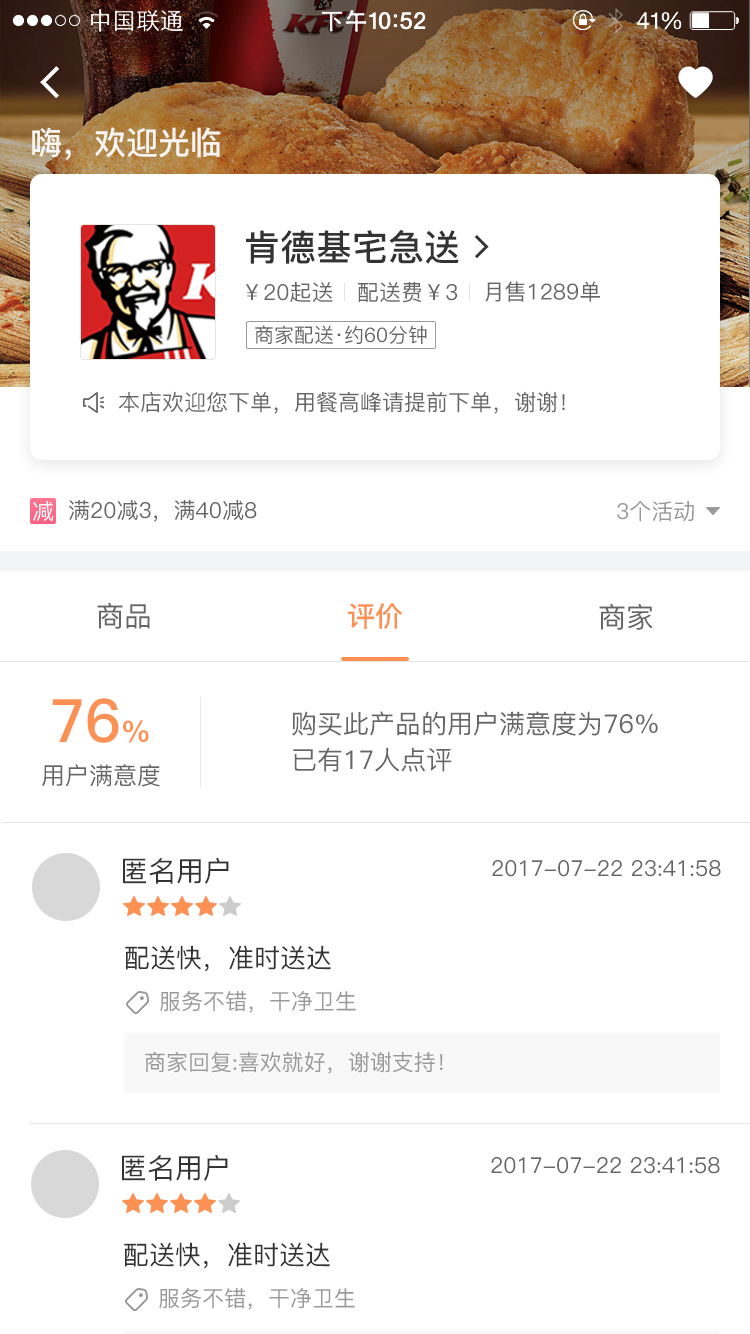 中国联通 下午10:52 41%
KFC
嗨，欢迎光临
肯德基宅急送
K
￥20起送 配送费￥3 月售1289单
商家配送·约60分钟
本店欢迎您下单，用餐高峰请提前下单，谢谢！
减 满20减3，满40减8 3个活动
商品 评价 商家
76%
用户满意度
购买此产品的用户满意度为76%
已有17人点评
匿名用户 2017-07-22 23:41:58
配送快，准时送达
服务不错，干净卫生
商家回复:喜欢就好，谢谢支持！
匿名用户 2017-07-22 23:41:58
配送快，准时送达
服务不错，干净卫生